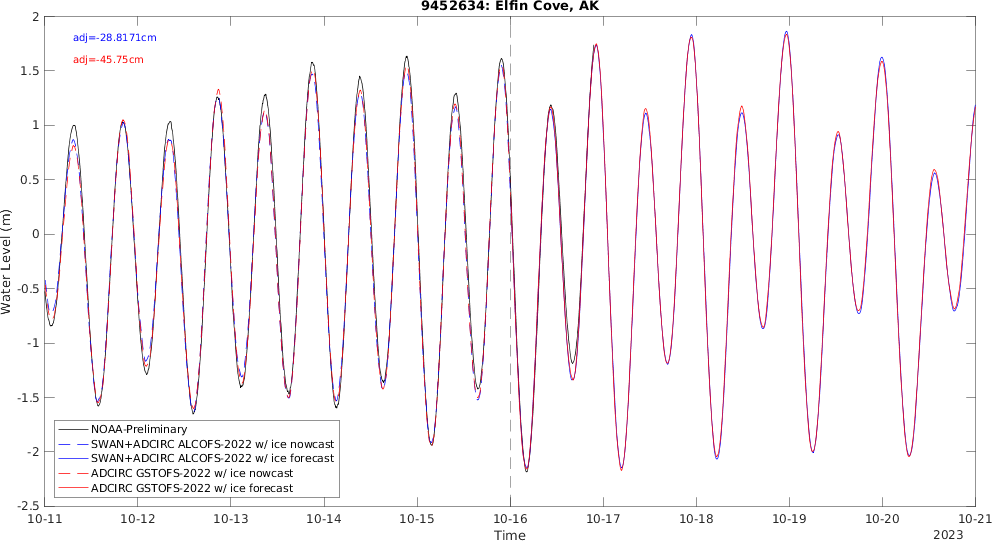 9452634: Elfin Cove, AK
adj=-28.8171cm
adj=-45.75cm
2
1.5
1
0.5
0
-0.5
-1
-1.5
-2
-2.5
Water Level (m)
NOAA-Preliminary
SWAN+ADCIRC ALCOFS-2022 w/ ice nowcast
SWAN+ADCIRC ALCOFS-2022 w/ ice forecast
ADCIRC GSTOFS-2022 w/ ice nowcast
ADCIRC GSTOFS-2022 w/ ice forecast
10-11 10-12 10-13 10-14 10-15 10-16 10-17 10-18 10-19 10-20 10-21
Time
2023